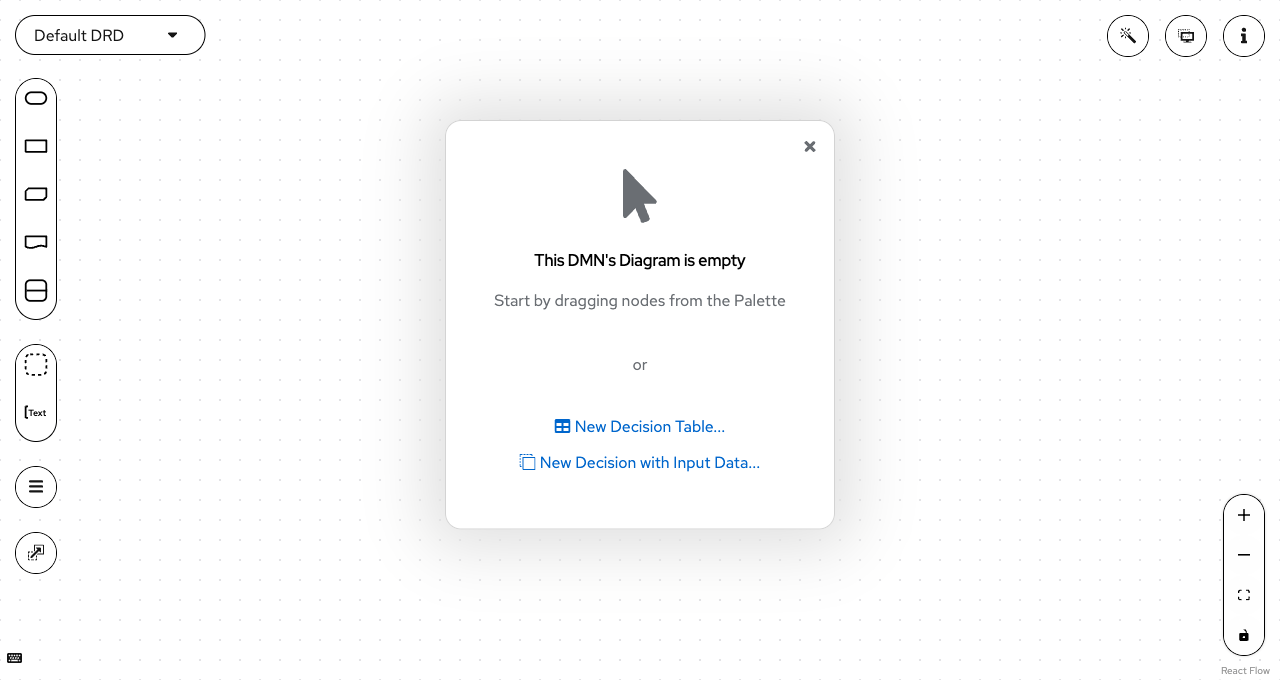 Default DRD
This DMN's Diagram is empty
Start by dragging nodes from the Palette
or
New Decision Table...
New Decision with Input Data...
Text
React Flow